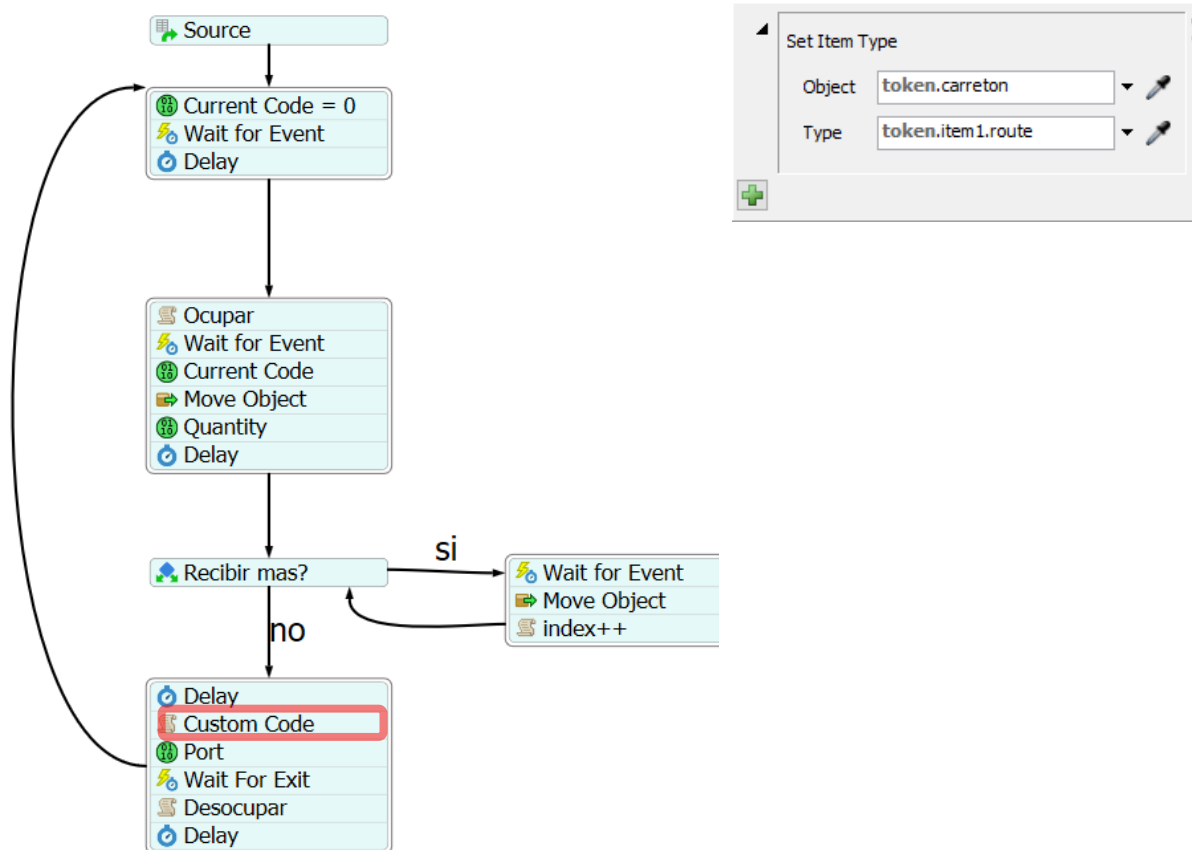 Source
Current Code = 0
Wait for Event
Delay
Ocupar
Wait for Event
Current Code
Move Object
Quantity
Delay
Recibir mas?
si
Wait for Event
Move Object
index++
no
Delay
Custom Code
Port
Wait For Exit
Desocupar
Delay
Set Item Type
Object token.carreton
Type token.item1.route